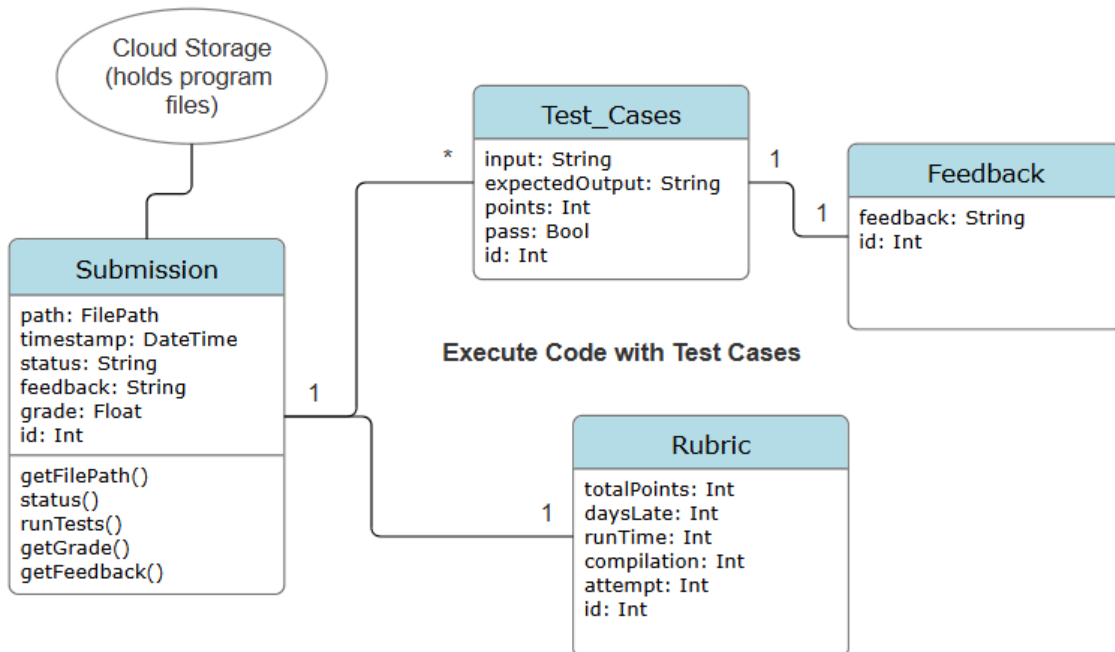 Cloud Storage
(holds program
files)
Test_Cases
input: String
expectedOutput: String
points: Int
pass: Bool
id: Int
*
1
1
Feedback
feedback: String
id: Int
Submission
path: FilePath
timestamp: DateTime
status: String
feedback: String
grade: Float
id: Int
getFilePath()
status()
runTests()
getGrade()
getFeedback()
1
Execute Code with Test Cases
1
Rubric
totalPoints: Int
daysLate: Int
runTime: Int
compilation: Int
attempt: Int
id: Int